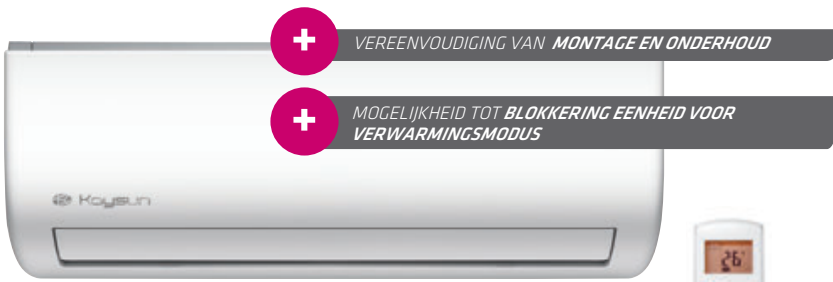 VEREENVOUDIGING VAN MONTAGE EN ONDERHOUD
MOGELIJKHEID TOT BLOKKERING EENHEID VOOR
VERWARMINGSMODUS
Kaysun
26°